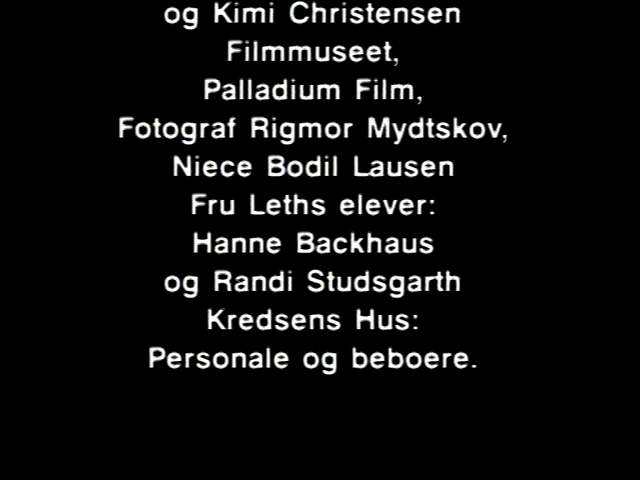 og Kimi Christensen
Filmmuseet,
Palladium Film,
Fotograf Rigmor Mydtskov,
Niece Bodil Lausen
Fru Leths elever:
Hanne Backhaus
og Randi Studsgarth
Kredsens Hus:
Personale og beboere.